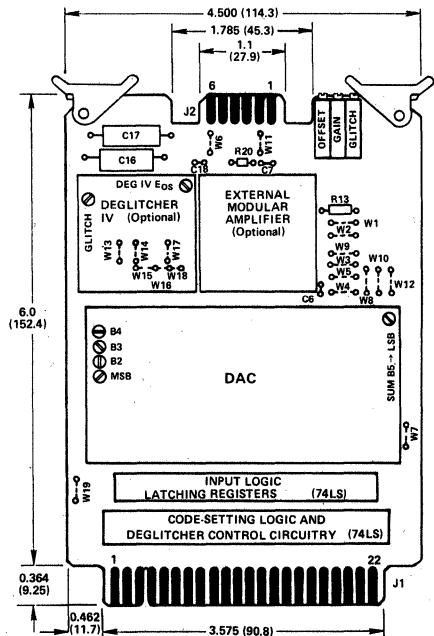 4.500 (114.3)
1.785 (45.3)
1.1
(27.9)
6
1
J2
OFFSET
GAIN
GLITCH
C17
C16
W6
W11
R20
C18
C7
DEG IV EOS
DEGLITCHER
IV (Optional)
GLITCH
W13
W14
W17
W15
W18
W16
EXTERNAL
MODULAR
AMPLIFIER
(Optional)
R13
W1
W2
W9
W3
W5
W4
W10
W12
W8
C6
6.0
(152.4)
B4
B3
B2
MSB
DAC
SUM B5 → LSB
W7
W19
INPUT LOGIC
LATCHING REGISTERS (74LS)
CODE-SETTING LOGIC AND
DEGLITCHER CONTROL CIRCUITRY (74LS)
1
22
J1
0.364
(9.25)
0.462
(11.7)
3.575 (90.8)